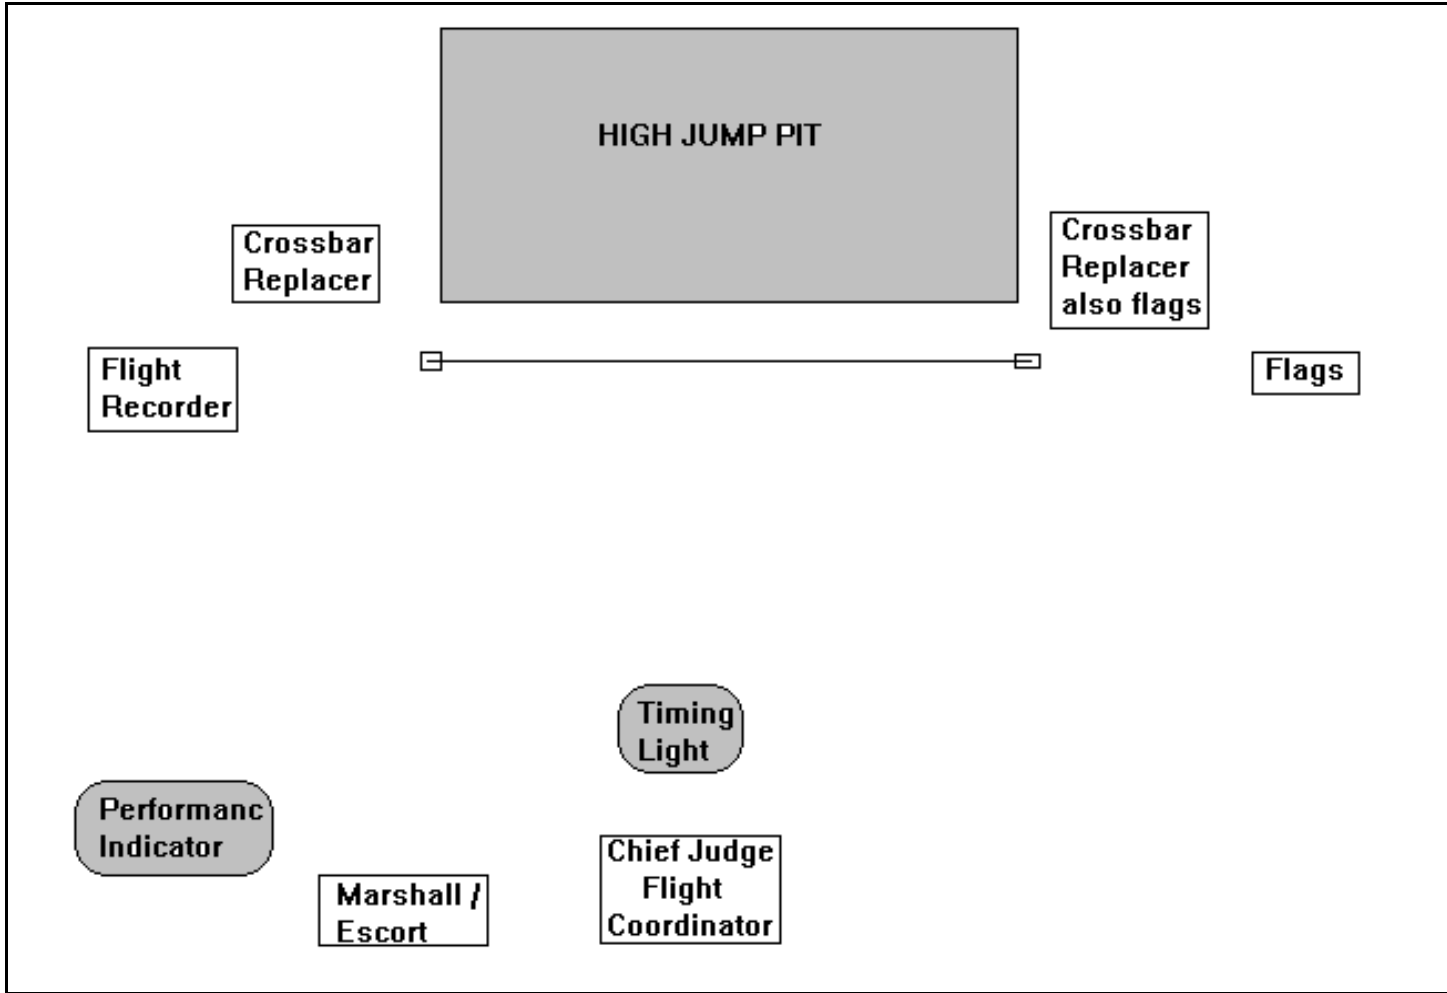 HIGH JUMP PIT
Crossbar
Replacer
Crossbar
Replacer
also flags
Flight
Recorder
Flags
Timing
Light
Performanc
Indicator
Marshall /
Escort
Chief Judge
Flight
Coordinator